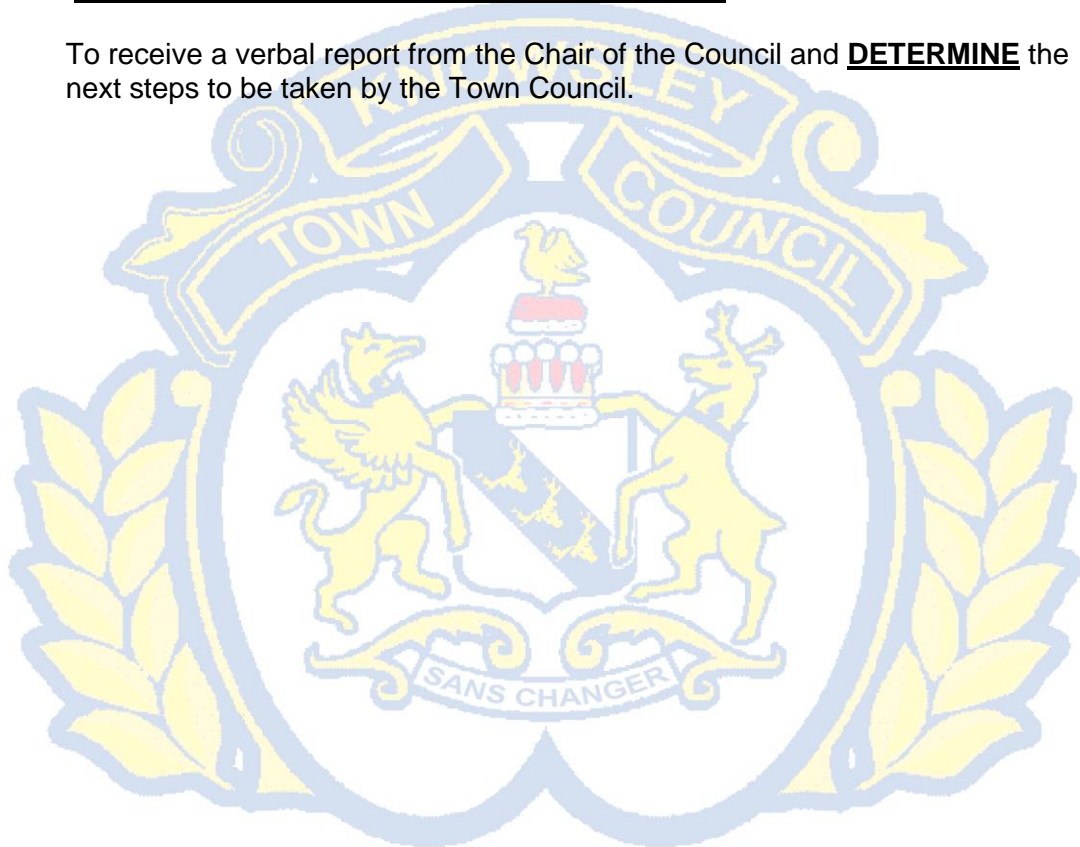 To receive a verbal report from the Chair of the Council and DETERMINE the
next steps to be taken by the Town Council.
KNOWSLEY
TOWN
COUNCIL
SANS CHANGER